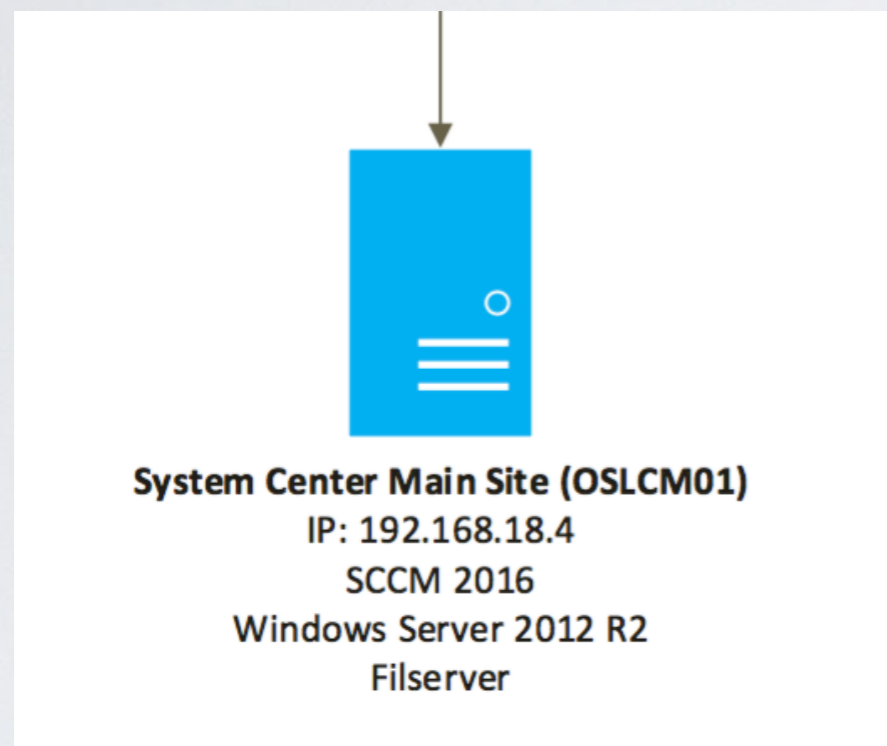 System Center Main Site (OSLCM01)
IP: 192.168.18.4
SCCM 2016
Windows Server 2012 R2
Filserver